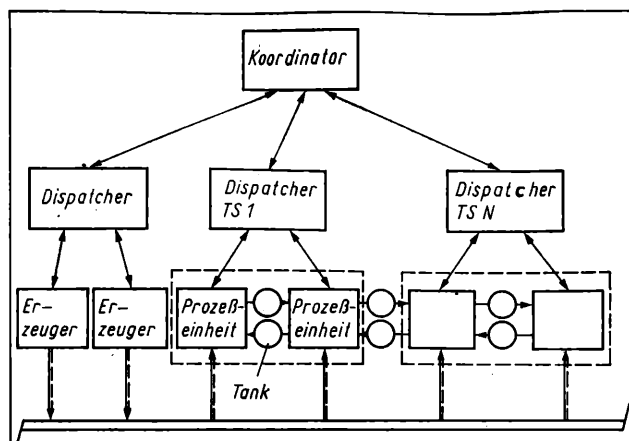 Koordinator
Dispatcher
Dispatcher
TS 1
Dispatcher
TS N
Er-
zeuger
Er-
zeuger
Prozeß-
einheit
Prozeß-
einheit
Tank